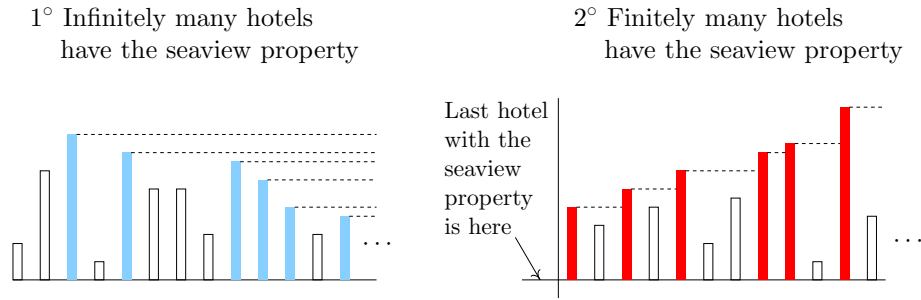 1° Infinitely many hotels
have the seaview property
2° Finitely many hotels
have the seaview property
Last hotel
with the
seaview
property
is here
...
...